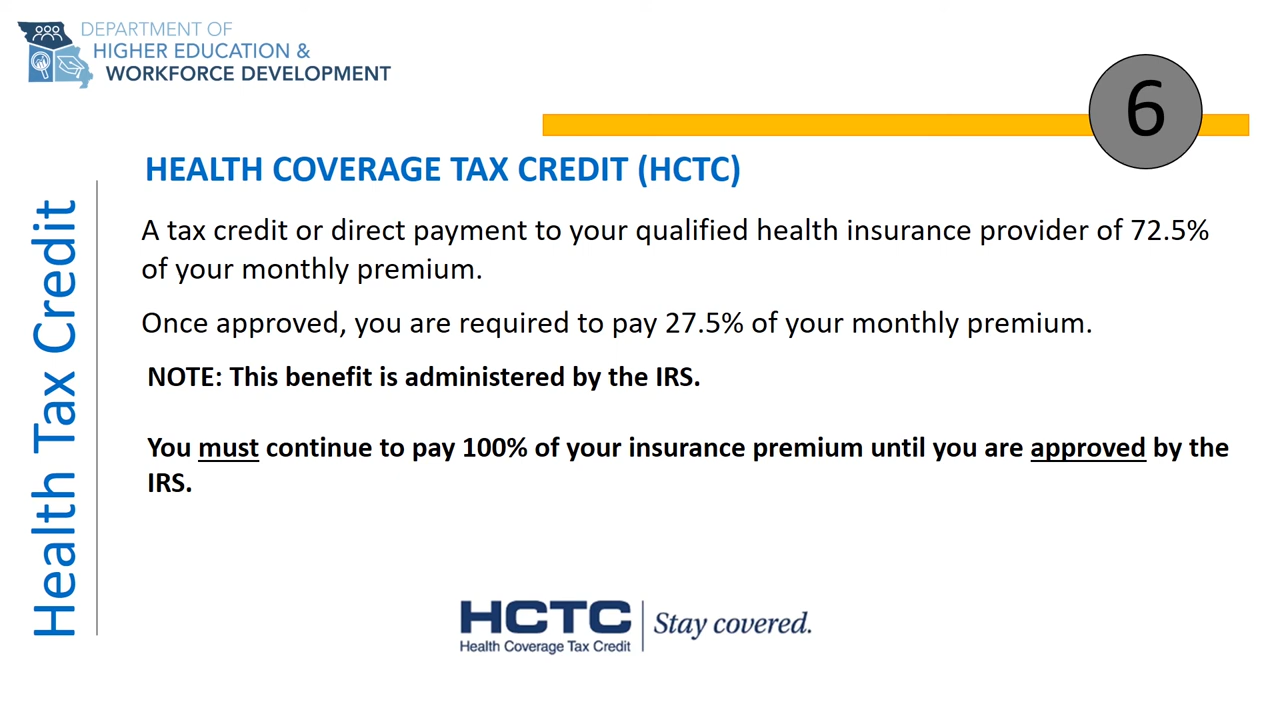 DEPARTMENT OF
HIGHER EDUCATION &
WORKFORCE DEVELOPMENT
6
HEALTH COVERAGE TAX CREDIT (HCTC)
Health Tax Credit
A tax credit or direct payment to your qualified health insurance provider of 72.5%
of your monthly premium.
Once approved, you are required to pay 27.5% of your monthly premium.
NOTE: This benefit is administered by the IRS.
You must continue to pay 100% of your insurance premium until you are approved by the
IRS.
HCTC
Health Coverage Tax Credit
Stay covered.